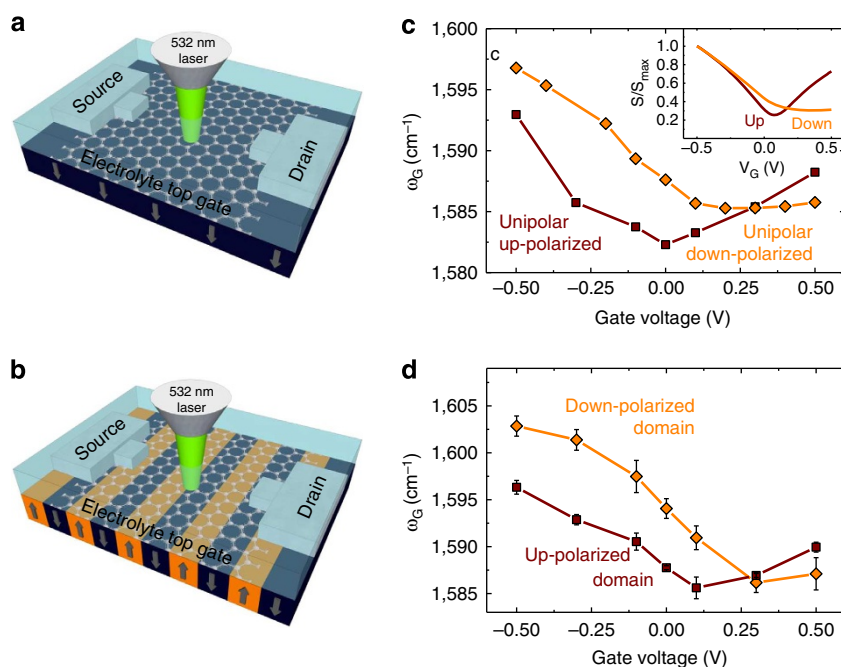 a
532 nm
laser
Source
Drain
Electrolyte top gate
b
532 nm
laser
Source
Drain
Electrolyte top gate
c
1,600
1,595
1,590
1,585
1,580
ω_G (cm⁻¹)
c
Unipolar
up-polarized
Unipolar
down-polarized
−0.50 −0.25 0.00 0.25 0.50
Gate voltage (V)
1.0
0.8
0.6
0.4
0.2
S/S_max
Up
Down
−0.5 0.0 0.5
V_G (V)
d
1,605
1,600
1,595
1,590
1,585
ω_G (cm⁻¹)
Down-polarized
domain
Up-polarized
domain
−0.50 −0.25 0.00 0.25 0.50
Gate voltage (V)